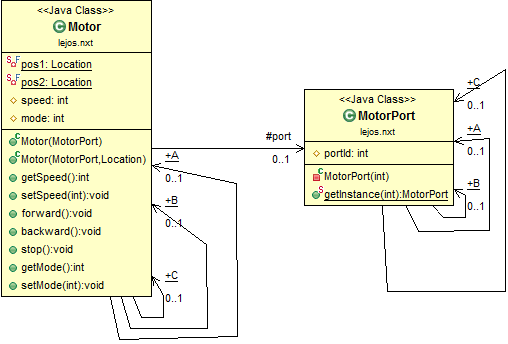 <<Java Class>>
Motor
lejos.nxt
pos1: Location
pos2: Location
speed: int
mode: int
Motor(MotorPort)
Motor(MotorPort,Location)
getSpeed():int
setSpeed(int):void
forward():void
backward():void
stop():void
getMode():int
setMode(int):void
+A
0..1
+B
0..1
+C
0..1
#port
0..1
<<Java Class>>
MotorPort
lejos.nxt
portId: int
MotorPort(int)
getInstance(int):MotorPort
+C
0..1
+A
0..1
+B
0..1